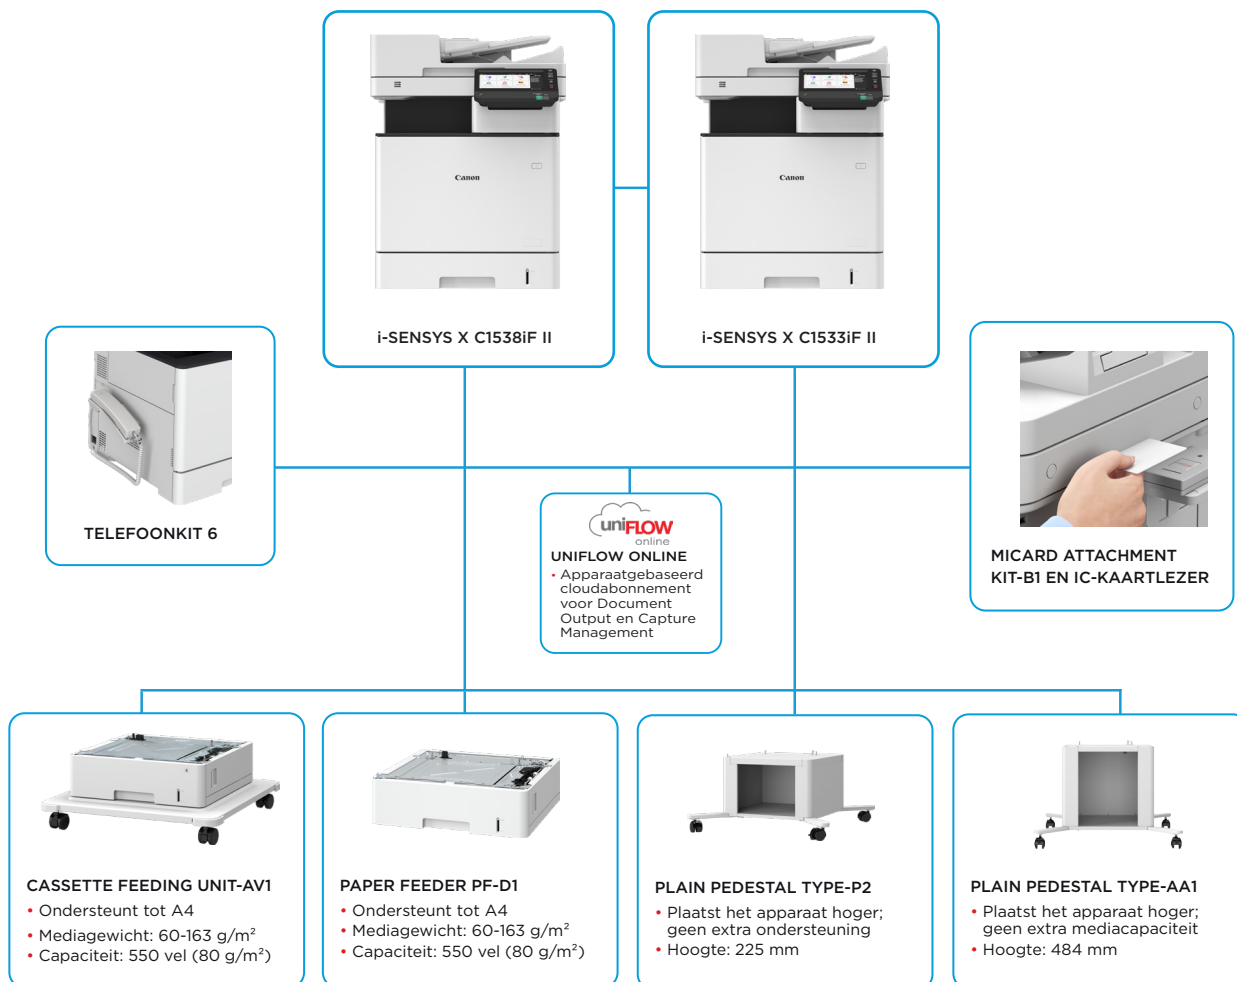 Canon
Canon
i-SENSYS X C1538iF II
i-SENSYS X C1533iF II
TELEFOONKIT 6
uniFLOW
online
UNIFLOW ONLINE
• Apparaatgebaseerd
cloudabonnement
voor Document
Output en Capture
Management
MICARD ATTACHMENT
KIT-B1 EN IC-KAARTLEZER
CASSETTE FEEDING UNIT-AV1
• Ondersteunt tot A4
• Mediagewicht: 60-163 g/m²
• Capaciteit: 550 vel (80 g/m²)
PAPER FEEDER PF-D1
• Ondersteunt tot A4
• Mediagewicht: 60-163 g/m²
• Capaciteit: 550 vel (80 g/m²)
PLAIN PEDESTAL TYPE-P2
• Plaatst het apparaat hoger;
geen extra ondersteuning
• Hoogte: 225 mm
PLAIN PEDESTAL TYPE-AA1
• Plaatst het apparaat hoger;
geen extra mediacapaciteit
• Hoogte: 484 mm